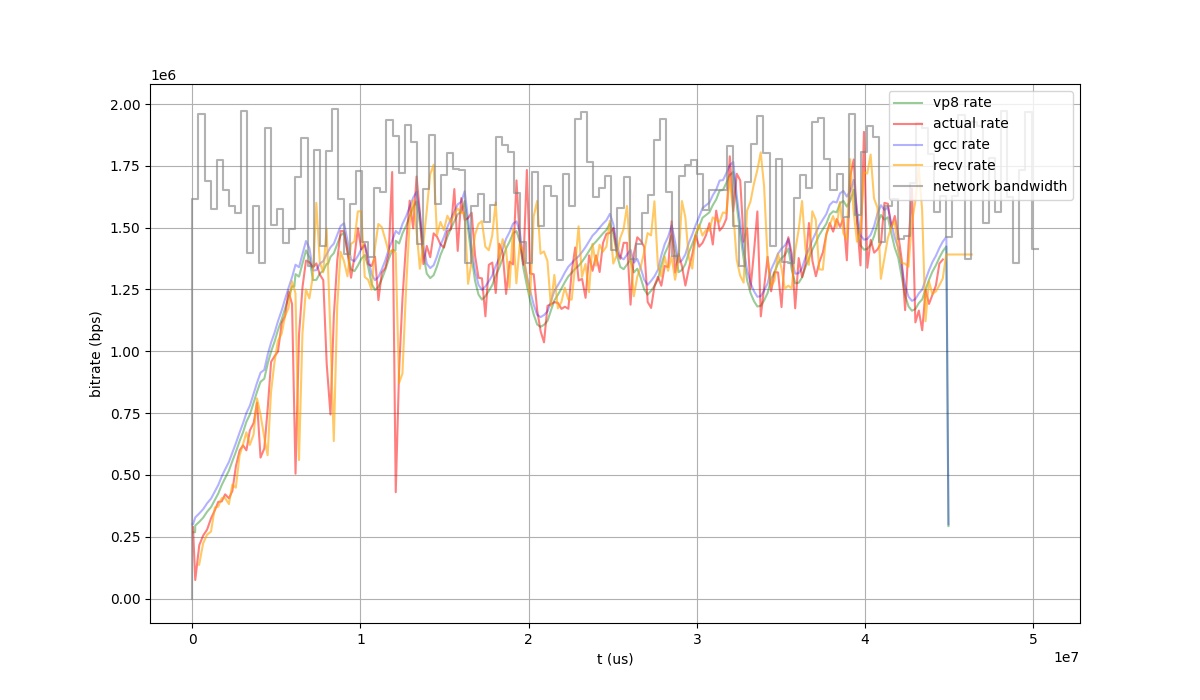 1e6
2.00
1.75
1.50
1.25
1.00
0.75
0.50
0.25
0.00
bitrate (bps)
0
1
2
3
4
5
t (us)
1e7
vp8 rate
actual rate
gcc rate
recv rate
network bandwidth